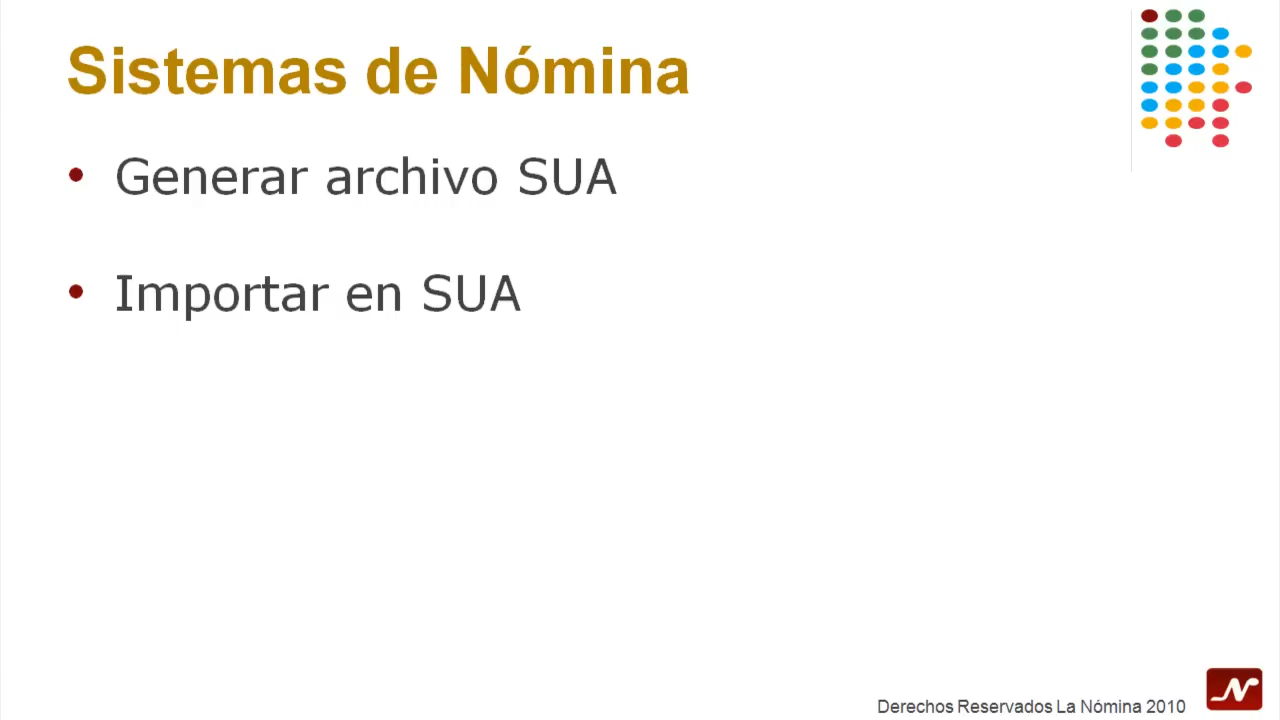 Sistemas de Nómina
• Generar archivo SUA
• Importar en SUA
Derechos Reservados La Nómina 2010
N